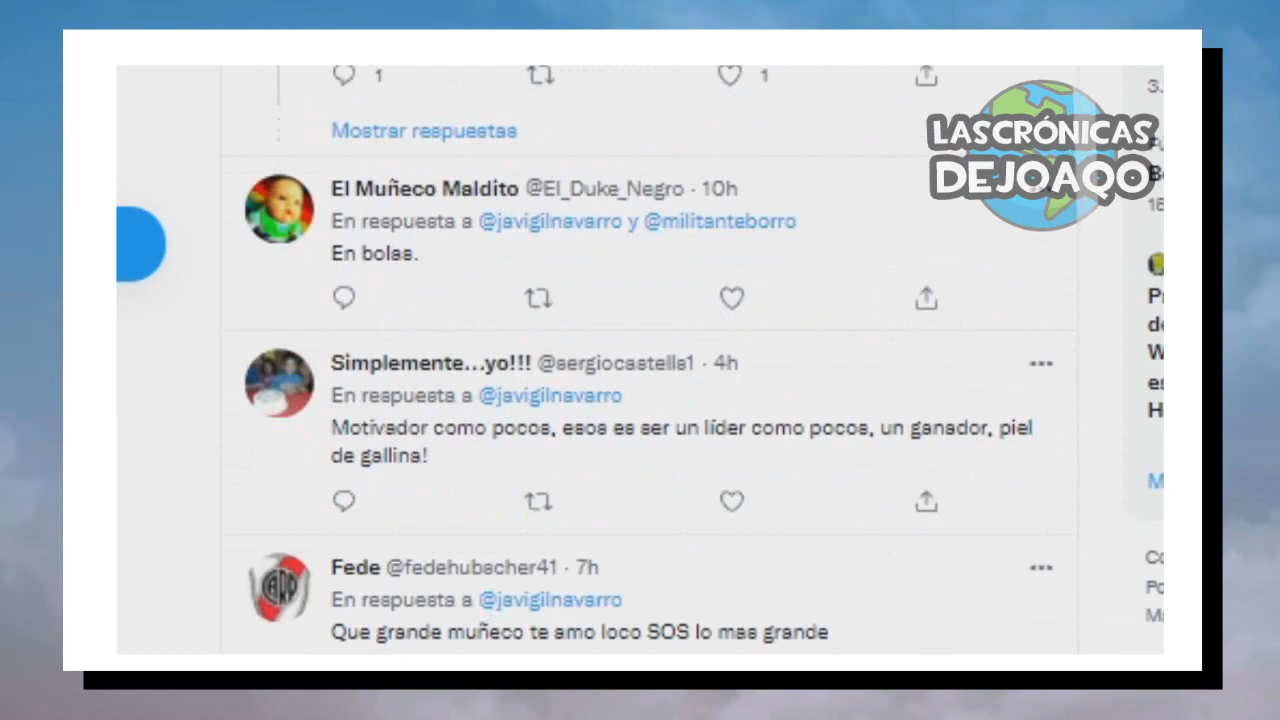 1
1
Mostrar respuestas
LASCRÓNICAS
DEJOAQO
El Muñeco Maldito @El_Duke_Negro · 10h
En respuesta a @javigilnavarro y @militanteborro
En bolas.
Simplemente...yo!!! @sergiocastells1 · 4h
En respuesta a @javigilnavarro
Motivador como pocos, esos es ser un líder como pocos, un ganador, piel
de gallina!
Fede @fedehubacher41 · 7h
En respuesta a @javigilnavarro
Que grande muñeco te amo loco SOS lo mas grande